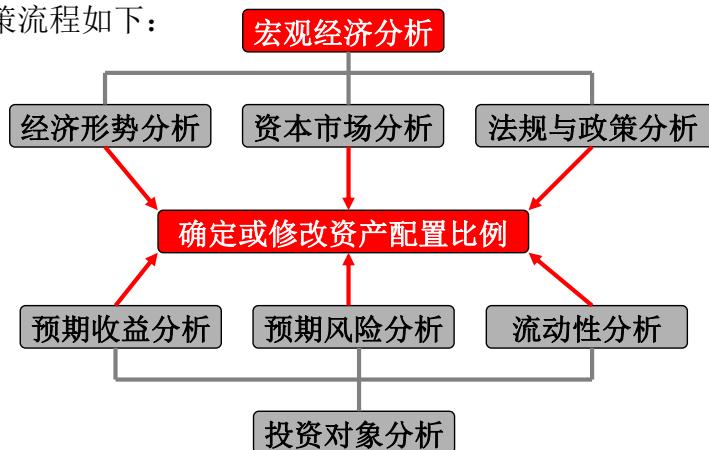 策流程如下：
宏观经济分析
经济形势分析 资本市场分析 法规与政策分析
确定或修改资产配置比例
预期收益分析 预期风险分析 流动性分析
投资对象分析